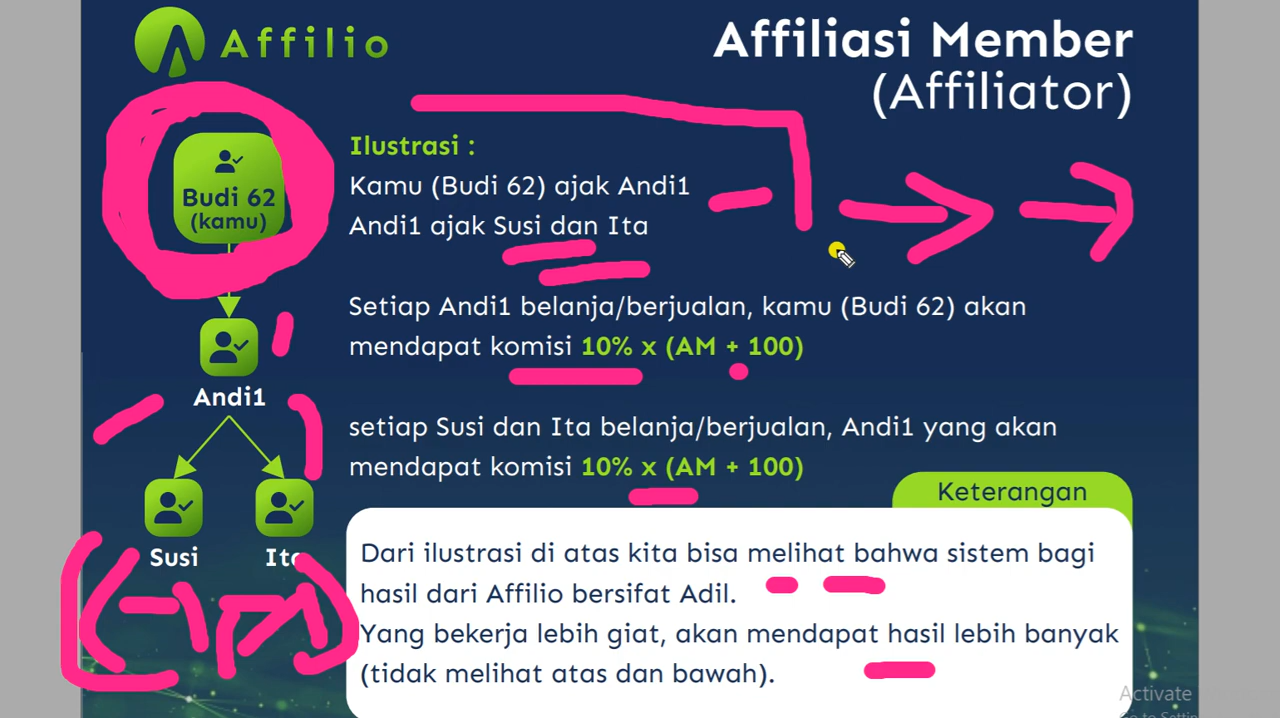 Affilio
Affiliasi Member
(Affiliator)
Budi 62
(kamu)
Ilustrasi :
Kamu (Budi 62) ajak Andi1
Andi1 ajak Susi dan Ita
Setiap Andi1 belanja/berjualan, kamu (Budi 62) akan
mendapat komisi 10% x (AM + 100)
Andi1
setiap Susi dan Ita belanja/berjualan, Andi1 yang akan
mendapat komisi 10% x (AM + 100)
Susi
Ita
Keterangan
Dari ilustrasi di atas kita bisa melihat bahwa sistem bagi
hasil dari Affilio bersifat Adil.
Yang bekerja lebih giat, akan mendapat hasil lebih banyak
(tidak melihat atas dan bawah).
Activate